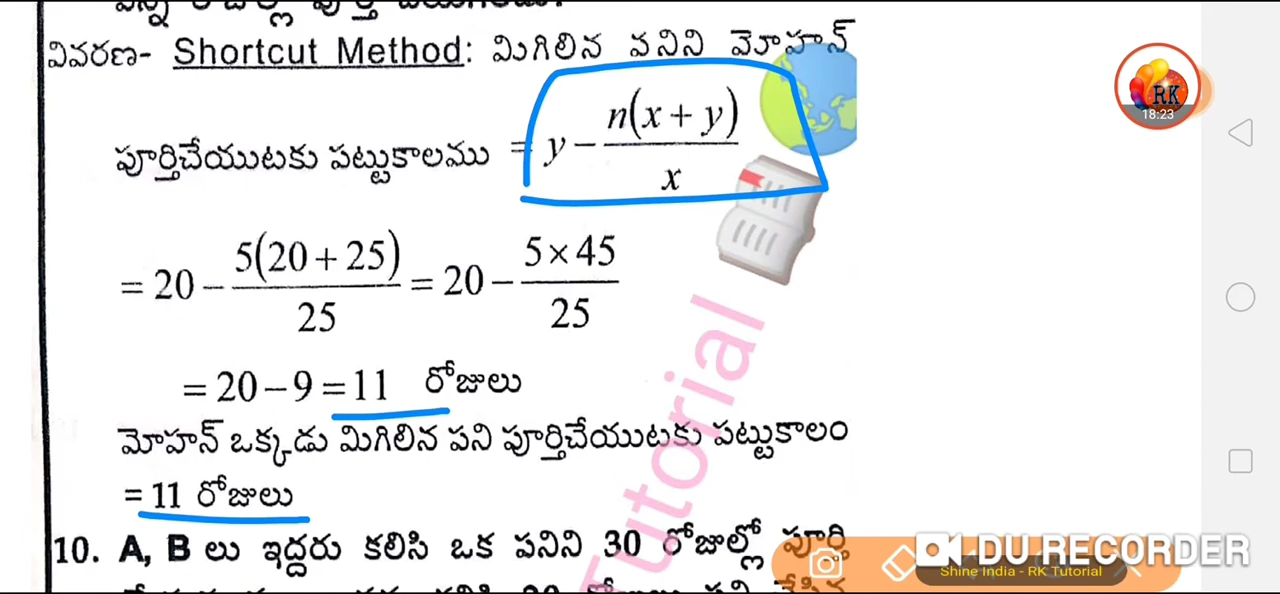 వివరణ- Shortcut Method: మిగిలిన పనిని మోహన్
పూర్తిచేయుటకు పట్టుకాలము = y − n(x + y) / x
= 20 − 5(20 + 25) / 25 = 20 − 5 × 45 / 25
= 20 − 9 = 11 రోజులు
మోహన్ ఒక్కడు మిగిలిన పని పూర్తిచేయుటకు పట్టుకాలం
= 11 రోజులు
10. A, B లు ఇద్దరు కలిసి ఒక పనిని 30 రోజుల్లో పూర్తి
Tutorial
RK
18:23
DU RECORDER
Shine India - RK Tutorial